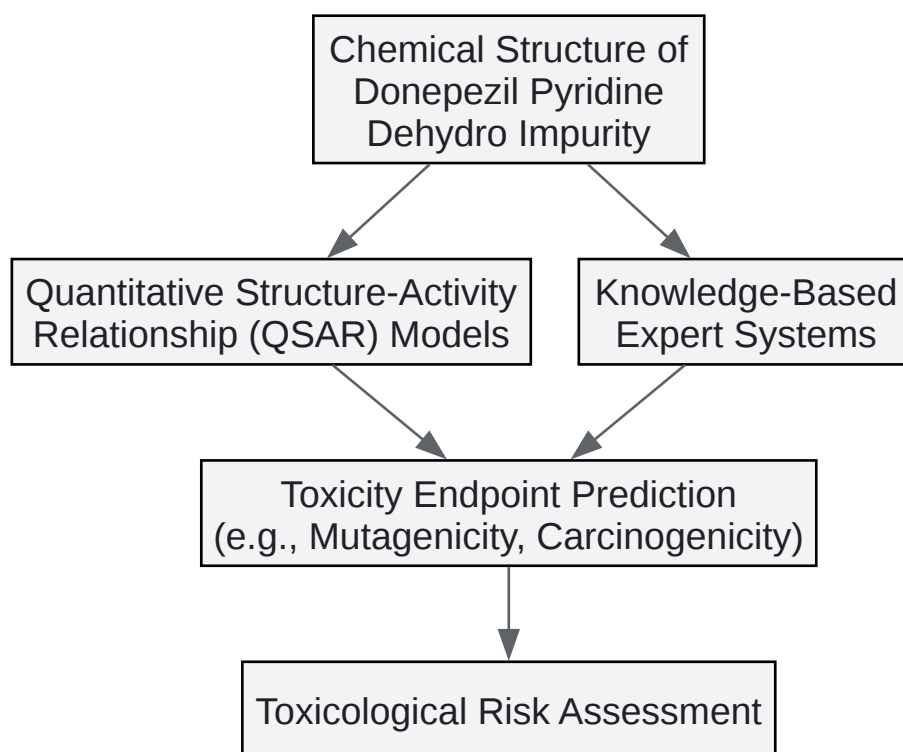 Chemical Structure of
Donepezil Pyridine
Dehydro Impurity
Quantitative Structure-Activity
Relationship (QSAR) Models
Knowledge-Based
Expert Systems
Toxicity Endpoint Prediction
(e.g., Mutagenicity, Carcinogenicity)
Toxicological Risk Assessment